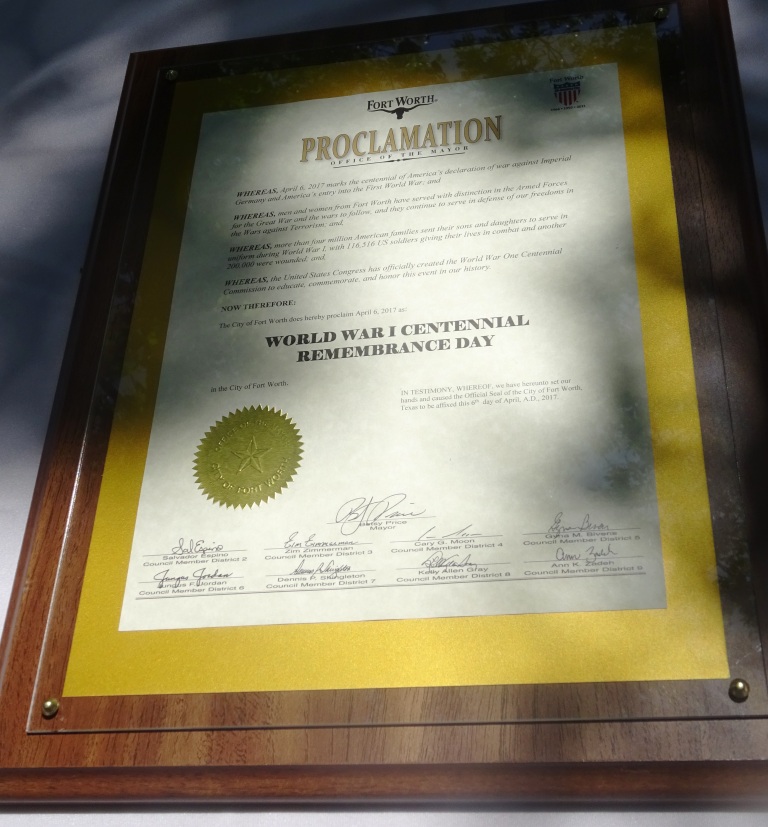 FORT WORTH®
Fort Worth
PROCLAMATION
OFFICE OF THE MAYOR
WHEREAS, April 6, 2017 marks the centennial of America's declaration of war against Imperial
Germany and America's entry into the First World War; and
WHEREAS, men and women from Fort Worth have served with distinction in the Armed Forces
for the Great War and the wars to follow, and they continue to serve in defense of our freedoms in
the Wars against Terrorism; and,
WHEREAS, more than four million American families sent their sons and daughters to serve in
uniform during World War I, with 116,516 US soldiers giving their lives in combat and another
200,000 were wounded; and,
WHEREAS, the United States Congress has officially created the World War One Centennial
Commission to educate, commemorate, and honor this event in our history.
NOW THEREFORE:
The City of Fort Worth does hereby proclaim April 6, 2017 as:
WORLD WAR I CENTENNIAL
REMEMBRANCE DAY
in the City of Fort Worth.
IN TESTIMONY, WHEREOF, we have hereunto set our
hands and caused the Official Seal of the City of Fort Worth,
Texas to be affixed this 6th day of April, A.D., 2017.
CITY OF FORT WORTH
Betsy Price
Mayor
Salvador Espino
Council Member District 2
Zim Zimmerman
Council Member District 3
Cary G. Moon
Council Member District 4
Gyna M. Bivens
Council Member District 5
Jungus F. Jordan
Council Member District 6
Dennis P. Shingleton
Council Member District 7
Kelly Allen Gray
Council Member District 8
Ann K. Zadeh
Council Member District 9